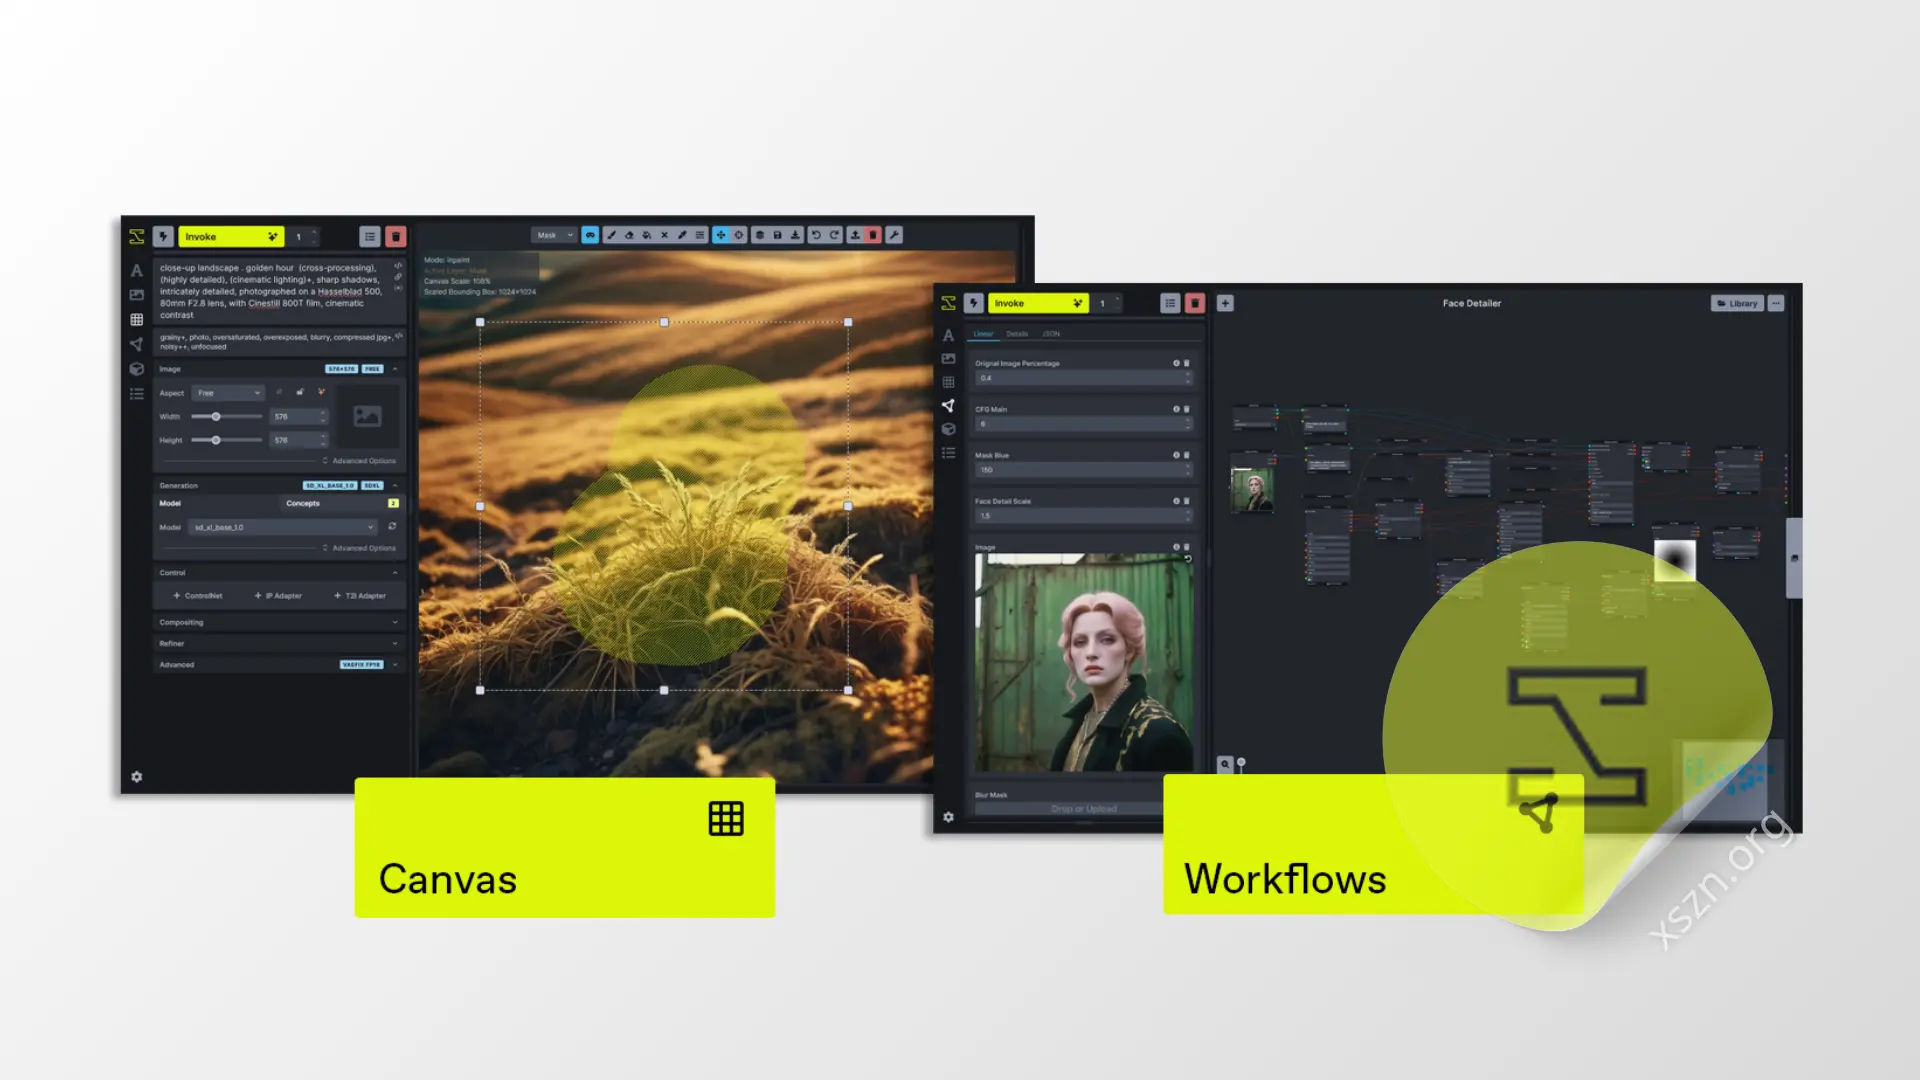 Invoke
1
close-up landscape . golden hour (cross-processing),
(highly detailed), (cinematic lighting)+, sharp shadows,
intricately detailed, photographed on a Hasselblad 500,
80mm F2.8 lens, with Cinestill 800T film, cinematic
contrast
grainy+, photo, oversaturated, overexposed, blurry, compressed jpg+,
noisy++, unfocused
Image
576×576 FREE
Aspect Free
Width 576
Height 576
Advanced Options
Generation
SD_XL_BASE_1.0 SDXL
Model Concepts 2
Model sd_xl_base_1.0
Advanced Options
Control
+ ControlNet + IP Adapter + T2I Adapter
Compositing
Refiner
Advanced
VAEFIX FP16
Mask
Mode: Inpaint
Active Layer: Mask
Canvas Scale: 108%
Scaled Bounding Box: 1024×1024
Canvas
Invoke
1
Face Detailer
Library
Linear Details JSON
Orignal Image Percentage
0.4
CFG Main
6
Mask Blue
150
Face Detail Scale
1.5
Image
Blur Mask
Drop or Upload
Workflows
xszn.org